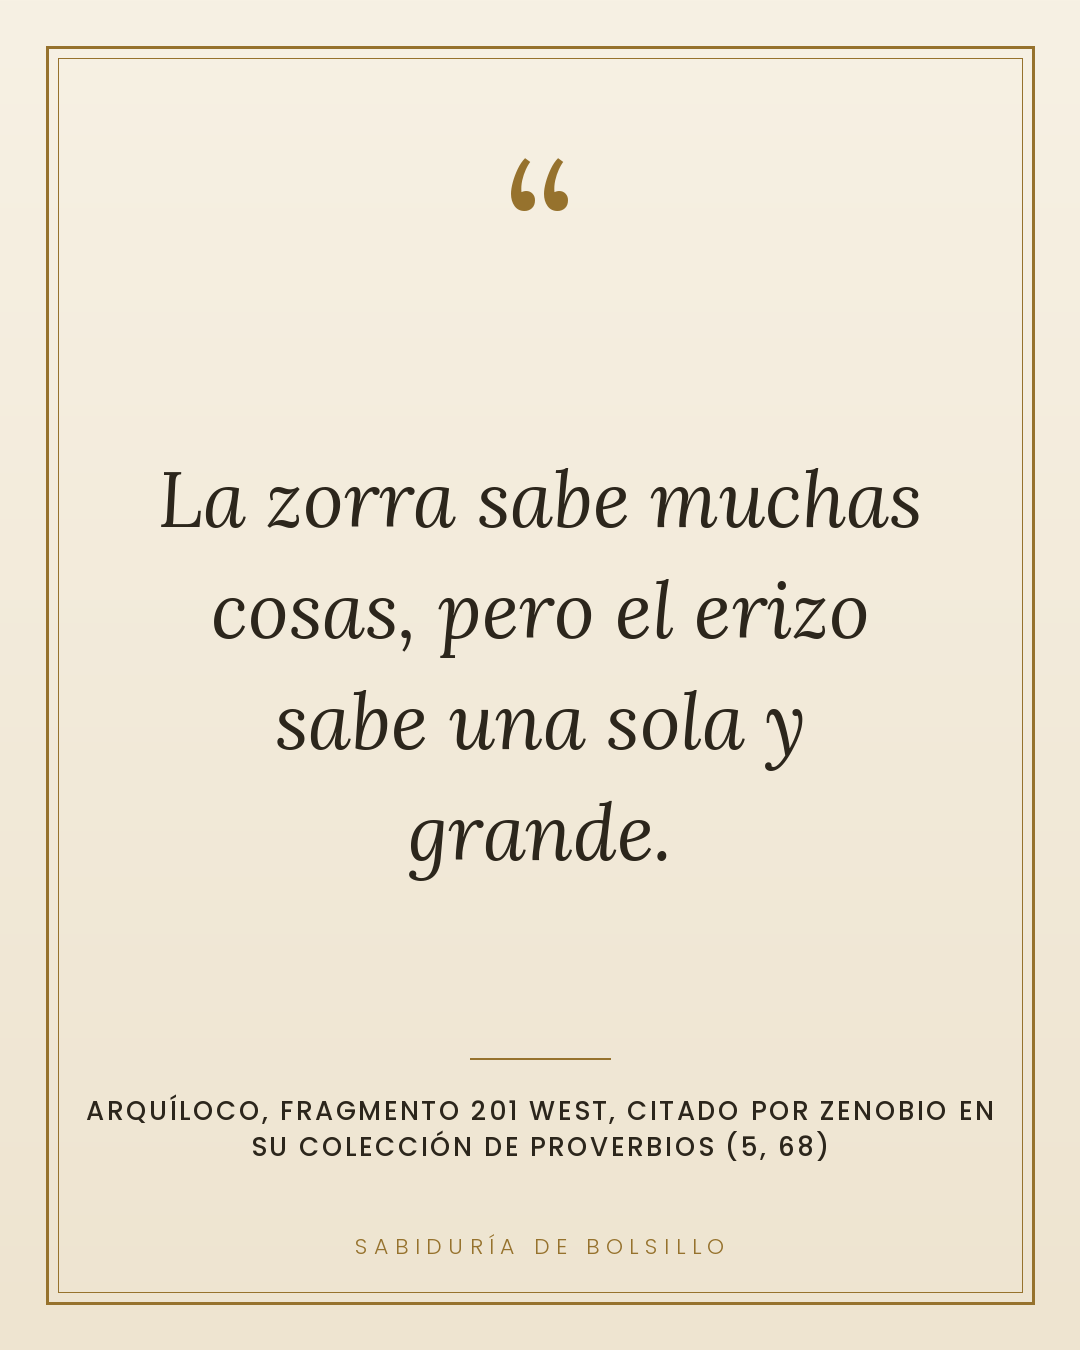 “
La zorra sabe muchas
cosas, pero el erizo
sabe una sola y
grande.
ARQUÍLOCO, FRAGMENTO 201 WEST, CITADO POR ZENOBIO EN
SU COLECCIÓN DE PROVERBIOS (5, 68)
SABIDURÍA DE BOLSILLO